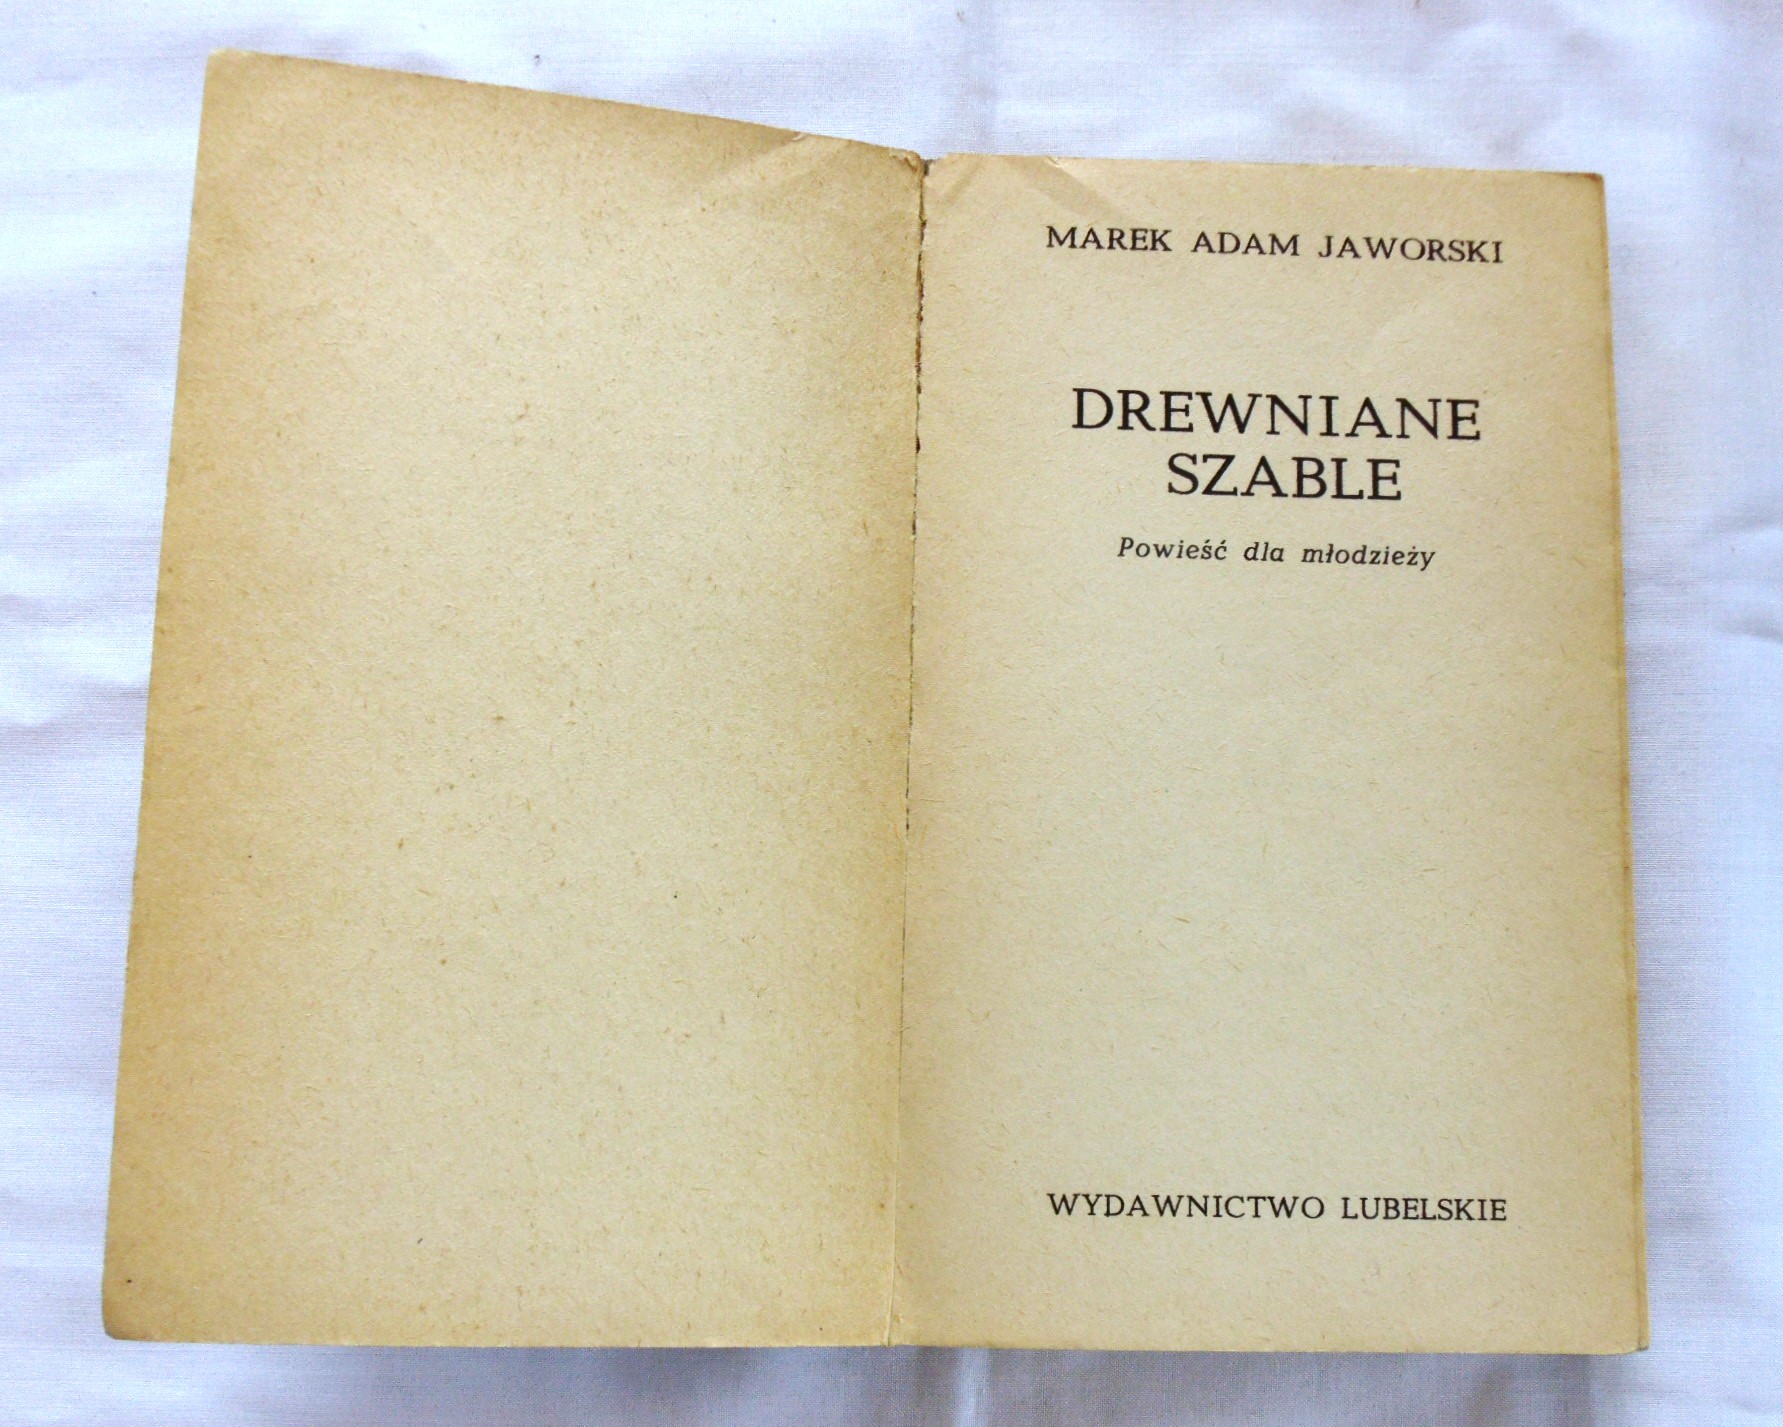 MAREK ADAM JAWORSKI
DREWNIANE
SZABLE
Powieść dla młodzieży
WYDAWNICTWO LUBELSKIE